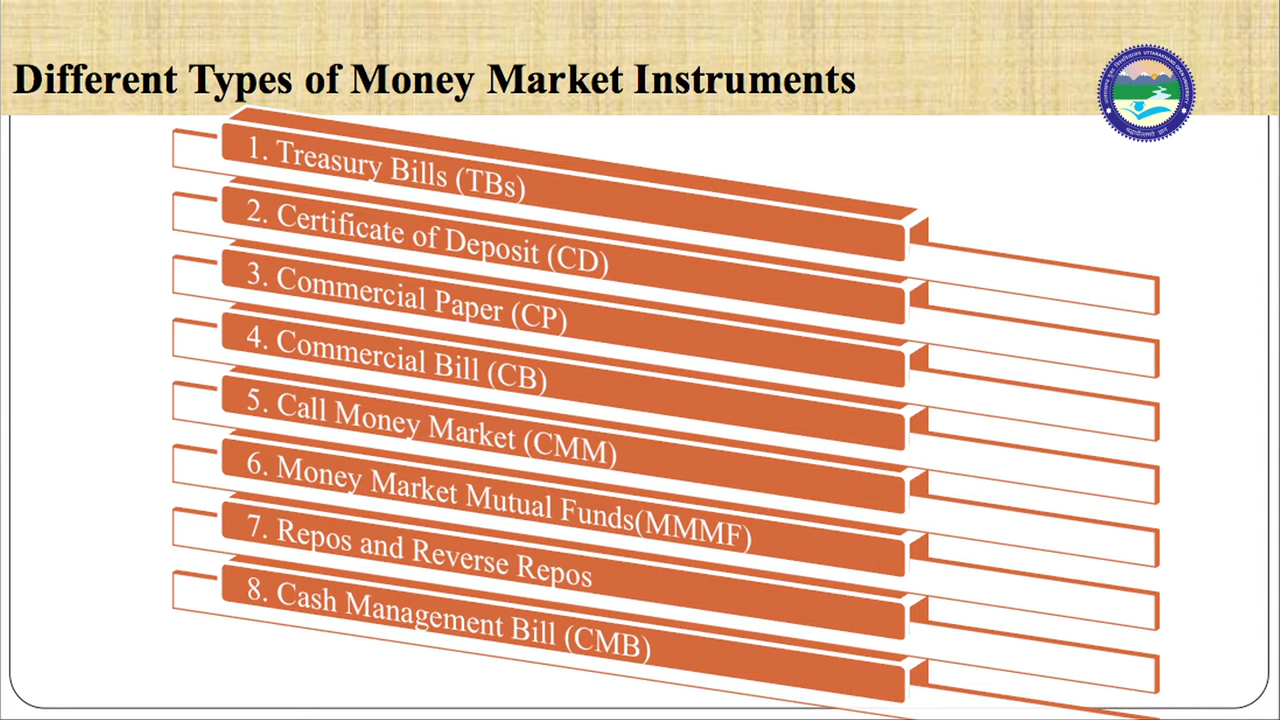 Different Types of Money Market Instruments
1. Treasury Bills (TBs)
2. Certificate of Deposit (CD)
3. Commercial Paper (CP)
4. Commercial Bill (CB)
5. Call Money Market (CMM)
6. Money Market Mutual Funds(MMMF)
7. Repos and Reverse Repos
8. Cash Management Bill (CMB)